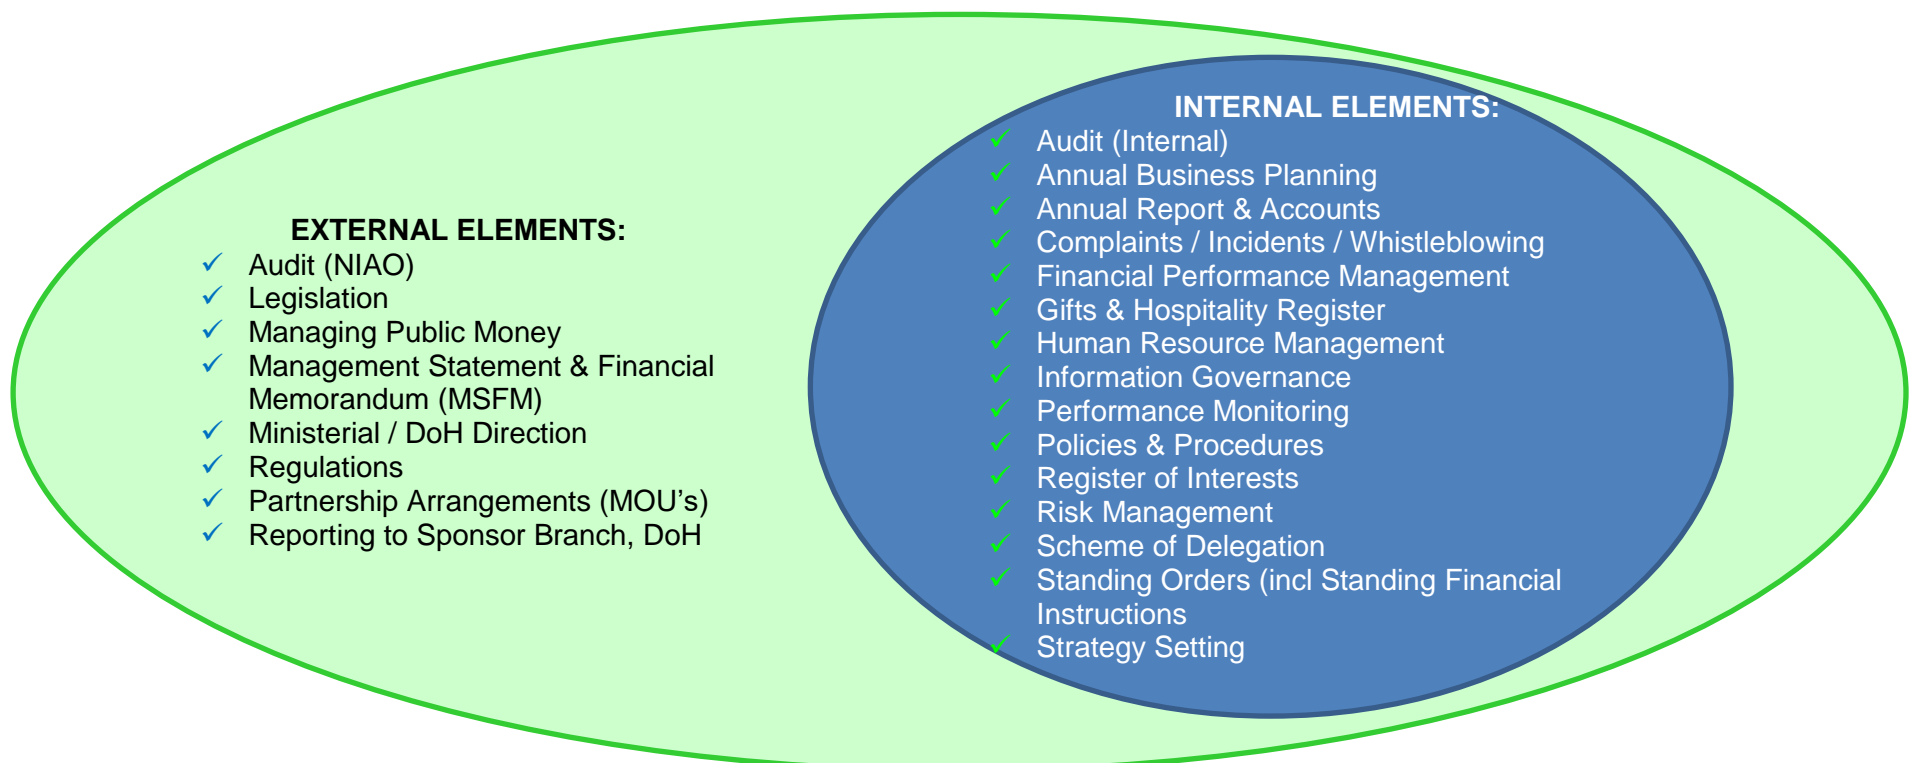 EXTERNAL ELEMENTS:
✓ Audit (NIAO)
✓ Legislation
✓ Managing Public Money
✓ Management Statement & Financial
Memorandum (MSFM)
✓ Ministerial / DoH Direction
✓ Regulations
✓ Partnership Arrangements (MOU's)
✓ Reporting to Sponsor Branch, DoH
INTERNAL ELEMENTS:
✓ Audit (Internal)
✓ Annual Business Planning
✓ Annual Report & Accounts
✓ Complaints / Incidents / Whistleblowing
✓ Financial Performance Management
✓ Gifts & Hospitality Register
✓ Human Resource Management
✓ Information Governance
✓ Performance Monitoring
✓ Policies & Procedures
✓ Register of Interests
✓ Risk Management
✓ Scheme of Delegation
✓ Standing Orders (incl Standing Financial
Instructions
✓ Strategy Setting